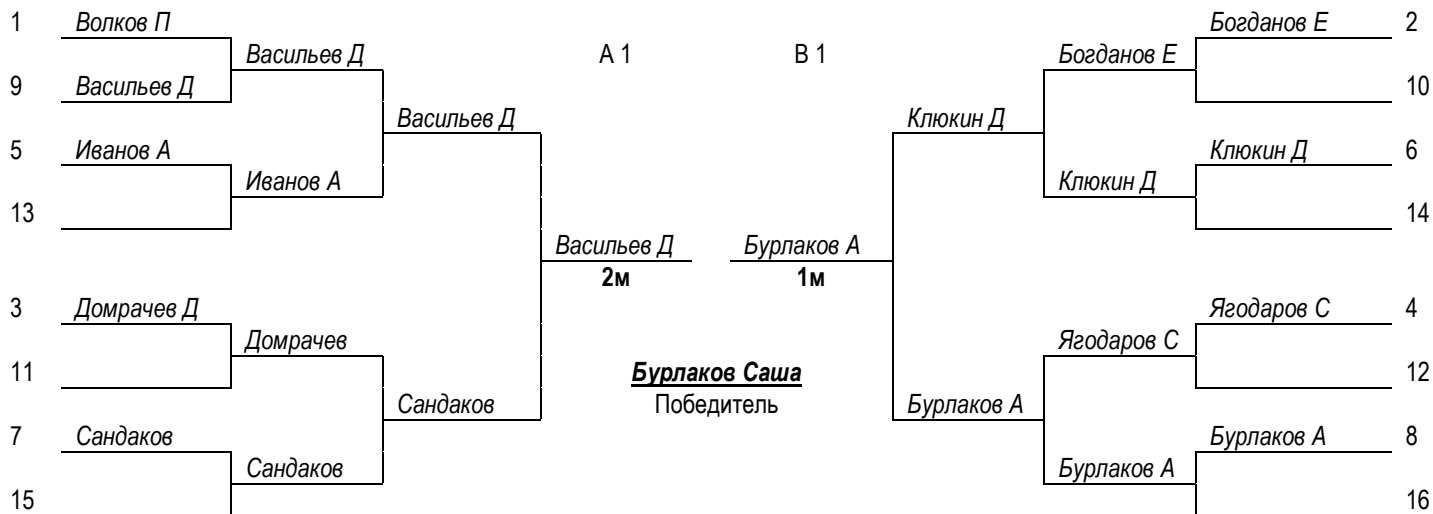 1 Волков П Богданов Е 2
Васильев Д А 1 В 1 Богданов Е
9 Васильев Д 10
Васильев Д Клюкин Д
5 Иванов А Клюкин Д 6
Иванов А Клюкин Д
13 14
Васильев Д Бурлаков А
2м 1м
3 Домрачев Д Ягодаров С 4
Домрачев Ягодаров С
11 Бурлаков Саша 12
Сандаков Победитель Бурлаков А
7 Сандаков Бурлаков А 8
Сандаков Бурлаков А
15 16